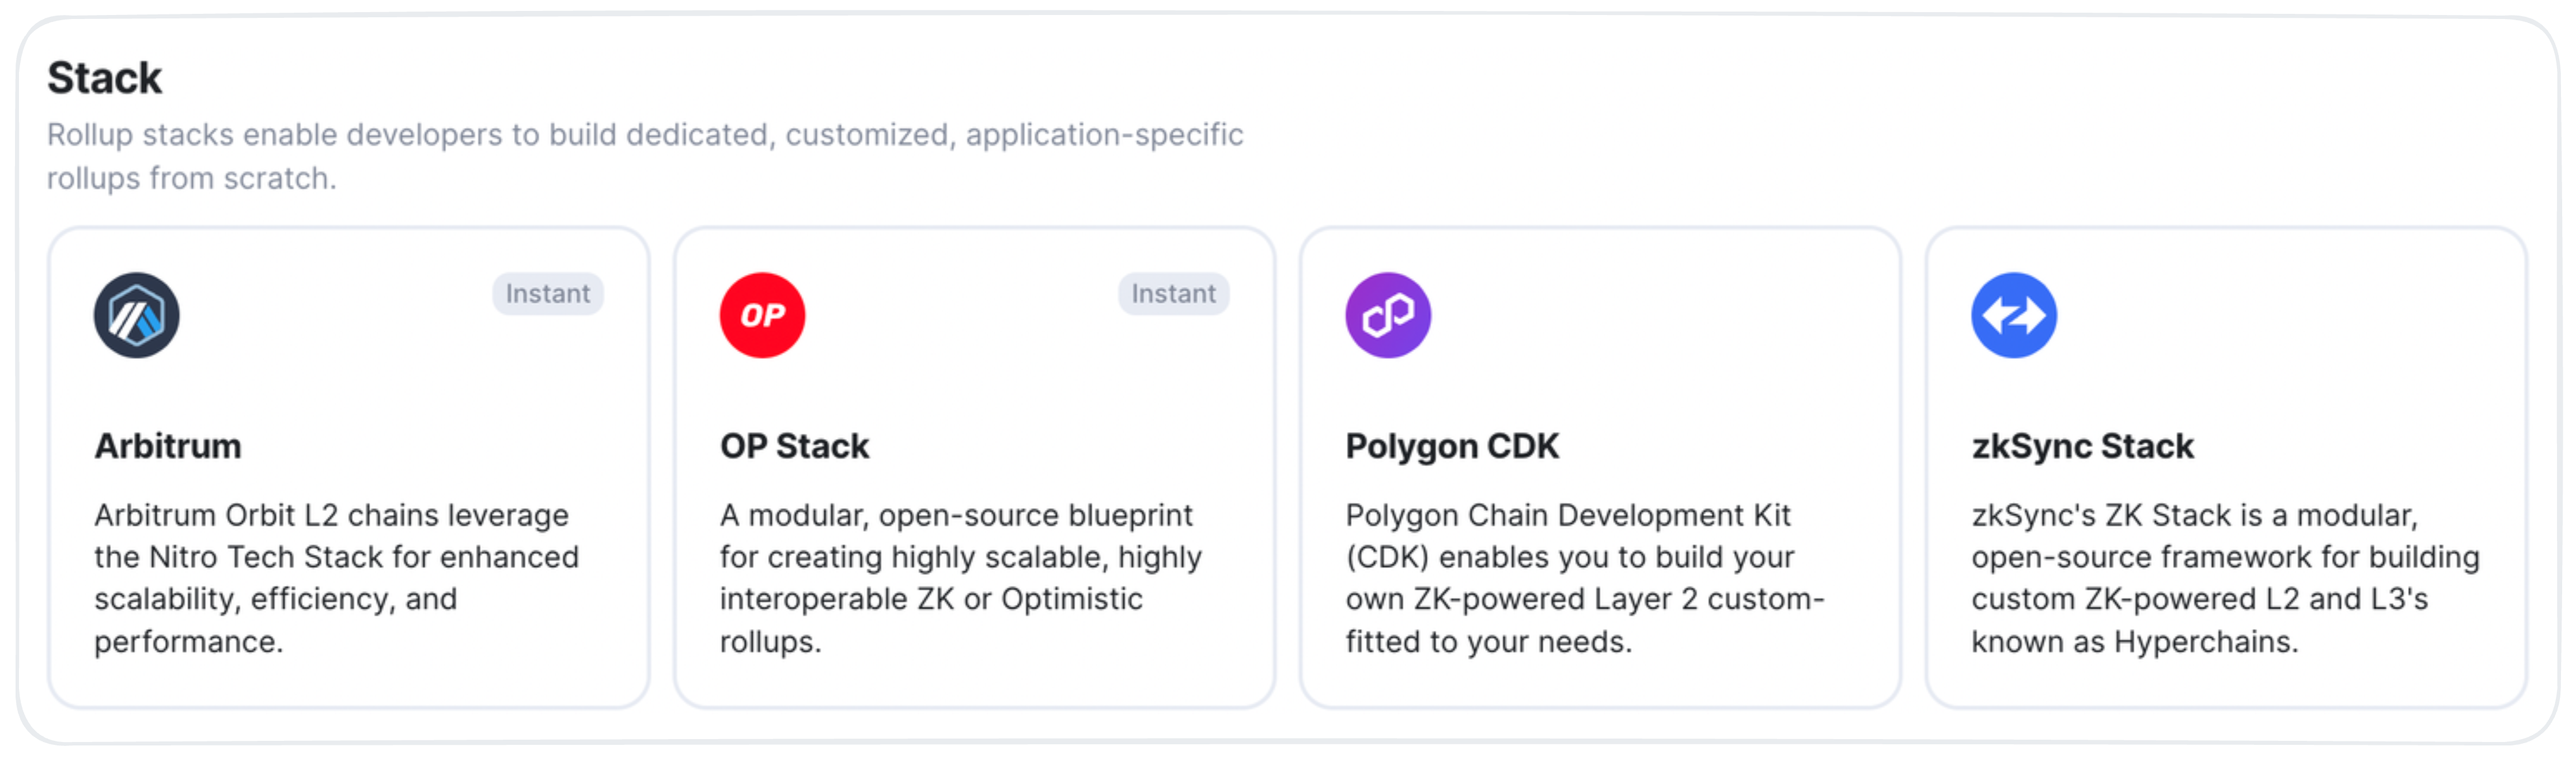 Stack
Rollup stacks enable developers to build dedicated, customized, application-specific
rollups from scratch.
Instant
Arbitrum
Arbitrum Orbit L2 chains leverage
the Nitro Tech Stack for enhanced
scalability, efficiency, and
performance.
OP
Instant
OP Stack
A modular, open-source blueprint
for creating highly scalable, highly
interoperable ZK or Optimistic
rollups.
Polygon CDK
Polygon Chain Development Kit
(CDK) enables you to build your
own ZK-powered Layer 2 custom-
fitted to your needs.
zkSync Stack
zkSync's ZK Stack is a modular,
open-source framework for building
custom ZK-powered L2 and L3's
known as Hyperchains.